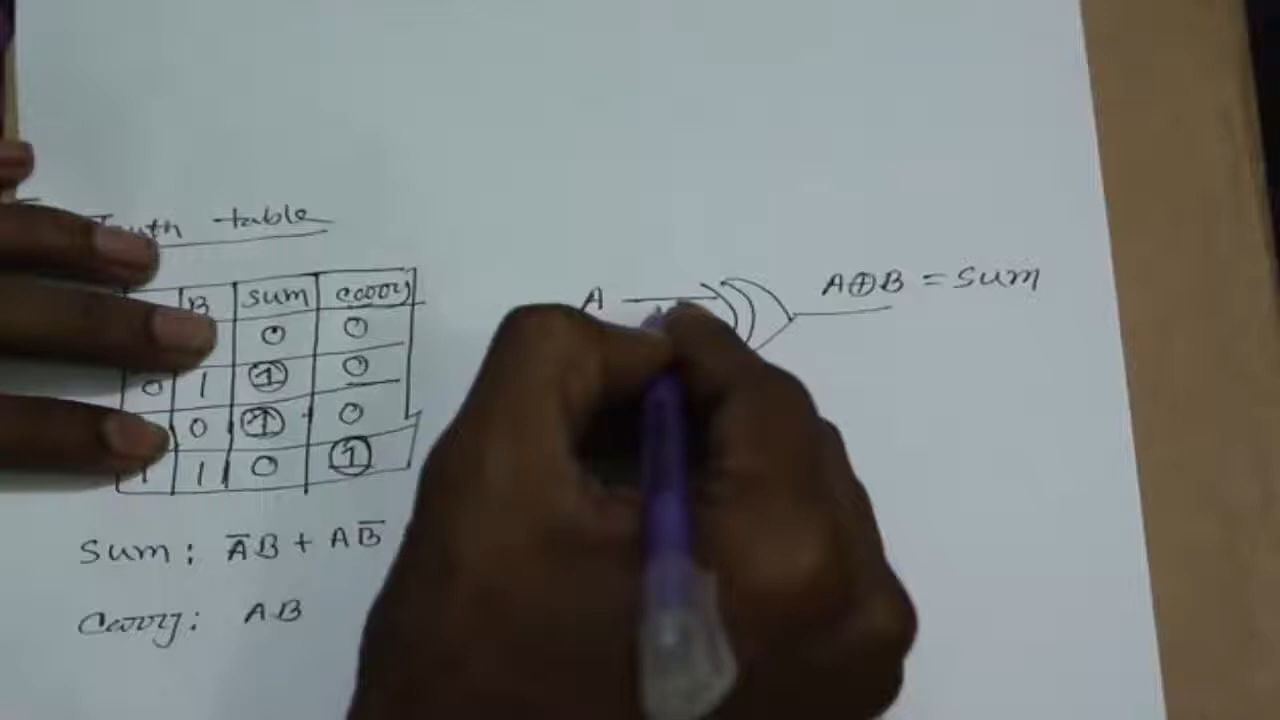 Truth table
B Sum Carry
0 0
0 1 1 0
0 1 0
1 1 0 1
Sum : A̅B + AB̅
Carry : AB
A
A⊕B = Sum